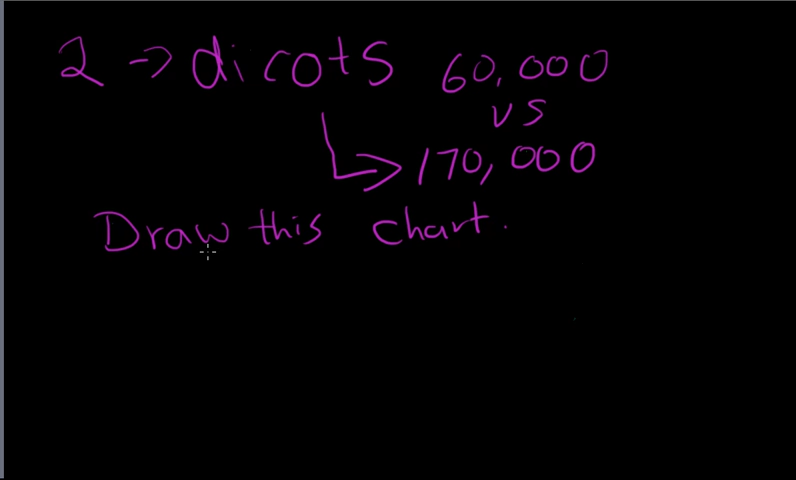 2 → dicots 60,000
vs
↳ 170,000
Draw this chart.